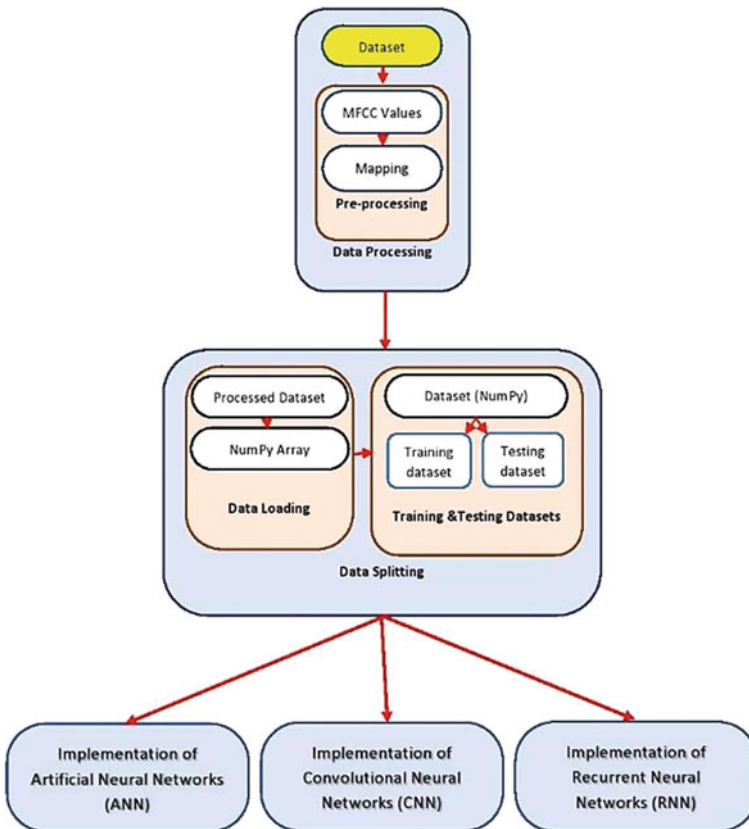 Dataset
MFCC Values
Mapping
Pre-processing
Data Processing
Processed Dataset
NumPy Array
Data Loading
Dataset (NumPy)
Training
dataset
Testing
dataset
Training &Testing Datasets
Data Splitting
Implementation of
Artificial Neural Networks
(ANN)
Implementation of
Convolutional Neural
Networks (CNN)
Implementation of
Recurrent Neural
Networks (RNN)